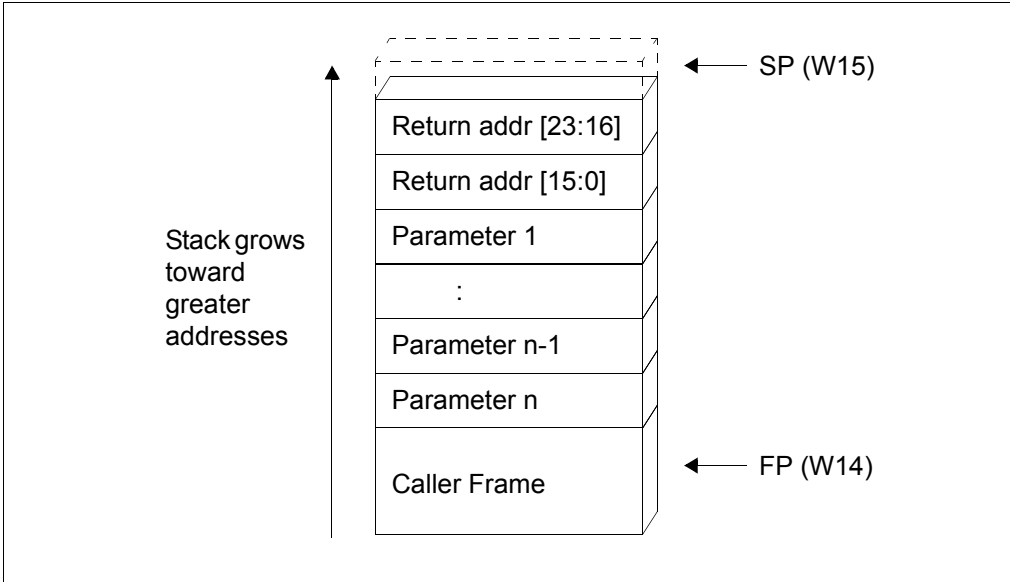 SP (W15)
Return addr [23:16]
Return addr [15:0]
Parameter 1
:
Parameter n-1
Parameter n
Caller Frame
FP (W14)
Stack grows
toward
greater
addresses